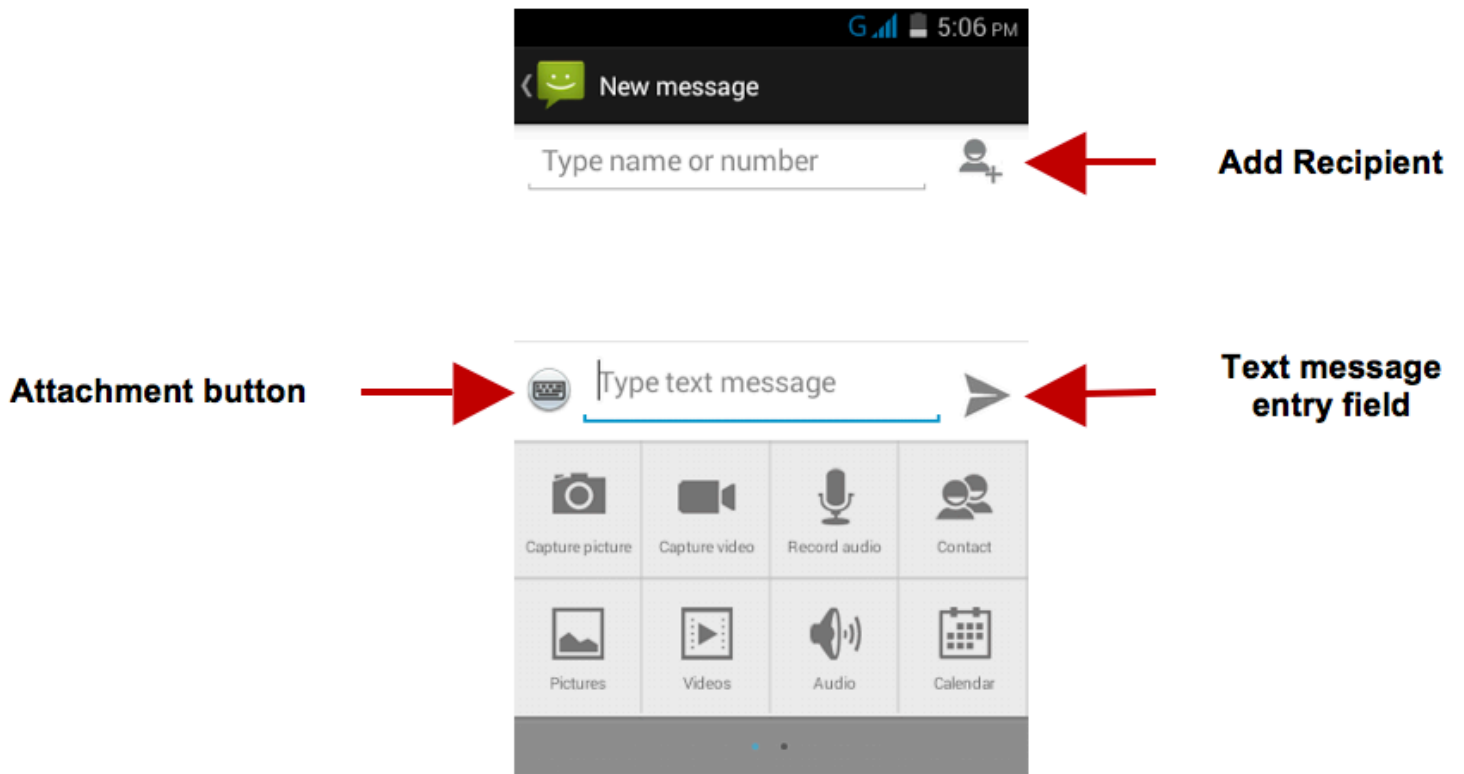 G 5:06 PM
New message
Type name or number
Add Recipient
Attachment button
Type text message
Text message
entry field
Capture picture
Capture video
Record audio
Contact
Pictures
Videos
Audio
Calendar